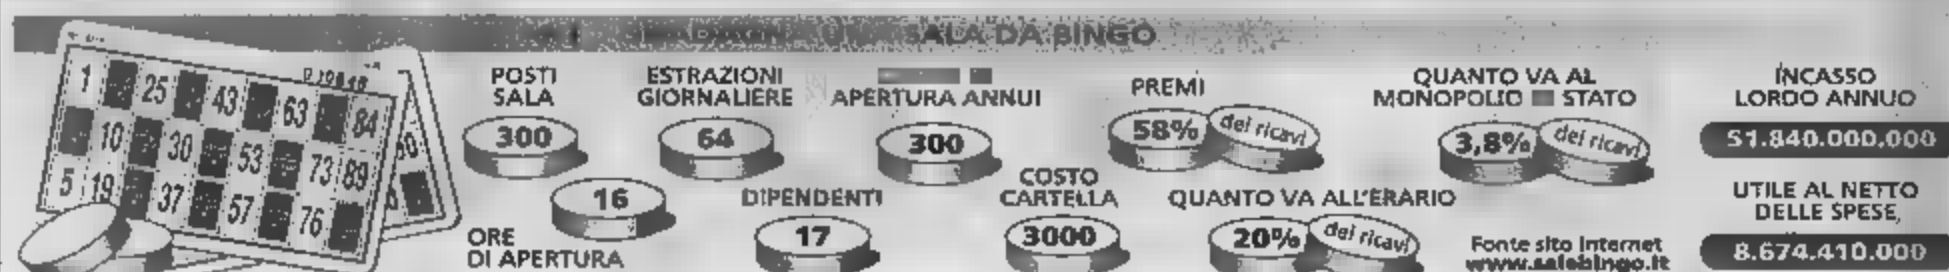 UNA SALA DA BINGO
POSTI
SALA
300
ESTRAZIONI
GIORNALIERE
64
APERTURA ANNUI
300
PREMI
58% dei ricavi
QUANTO VA AL
MONOPOLIO STATO
3,8% dei ricavi
INCASSO
LORDO ANNUO
51.840.000.000
16
ORE
DI APERTURA
DIPENDENTI
17
COSTO
CARTELLA
3000
QUANTO VA ALL'ERARIO
20% dei ricavi
UTILE AL NETTO
DELLE SPESE,
8.674.410.000
Fonte sito Internet
www.salebingo.it
1 25 43 63 84
10 30 53 73 89
5 19 37 57 76